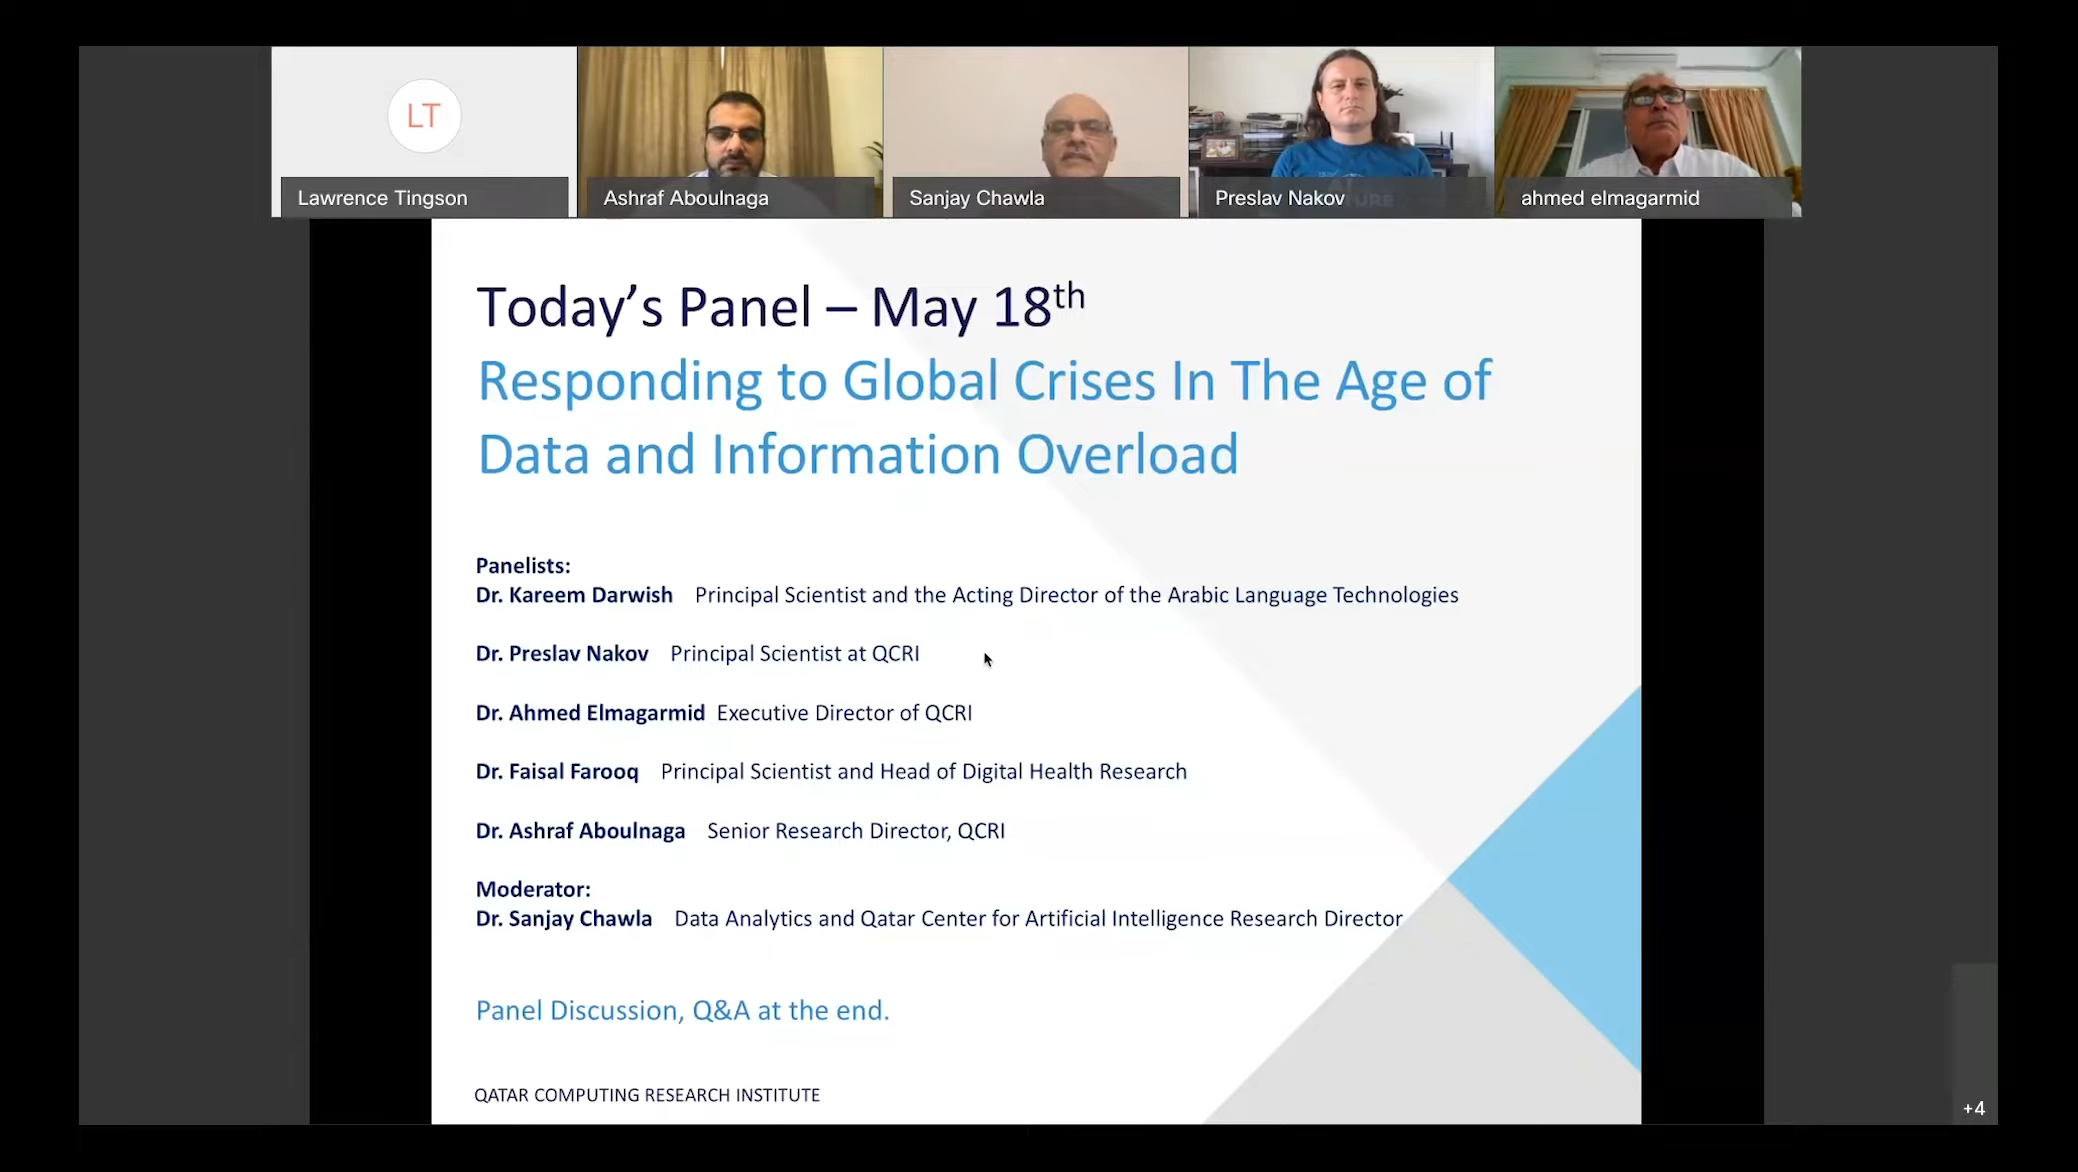 LT
Lawrence Tingson
Ashraf Aboulnaga
Sanjay Chawla
Preslav Nakov
ahmed elmagarmid
Today's Panel – May 18th
Responding to Global Crises In The Age of
Data and Information Overload
Panelists:
Dr. Kareem Darwish Principal Scientist and the Acting Director of the Arabic Language Technologies
Dr. Preslav Nakov Principal Scientist at QCRI
Dr. Ahmed Elmagarmid Executive Director of QCRI
Dr. Faisal Farooq Principal Scientist and Head of Digital Health Research
Dr. Ashraf Aboulnaga Senior Research Director, QCRI
Moderator:
Dr. Sanjay Chawla Data Analytics and Qatar Center for Artificial Intelligence Research Director
Panel Discussion, Q&A at the end.
QATAR COMPUTING RESEARCH INSTITUTE
+4